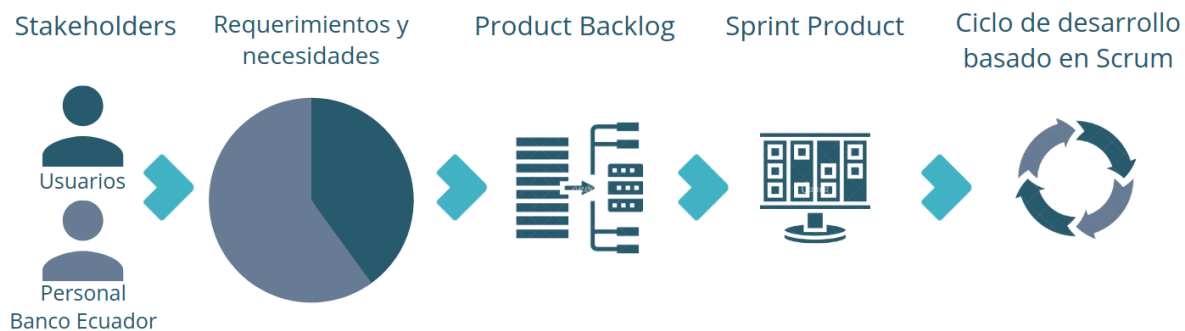 Stakeholders
Usuarios
Personal
Banco Ecuador
Requerimientos y
necesidades
Product Backlog
Sprint Product
Ciclo de desarrollo
basado en Scrum